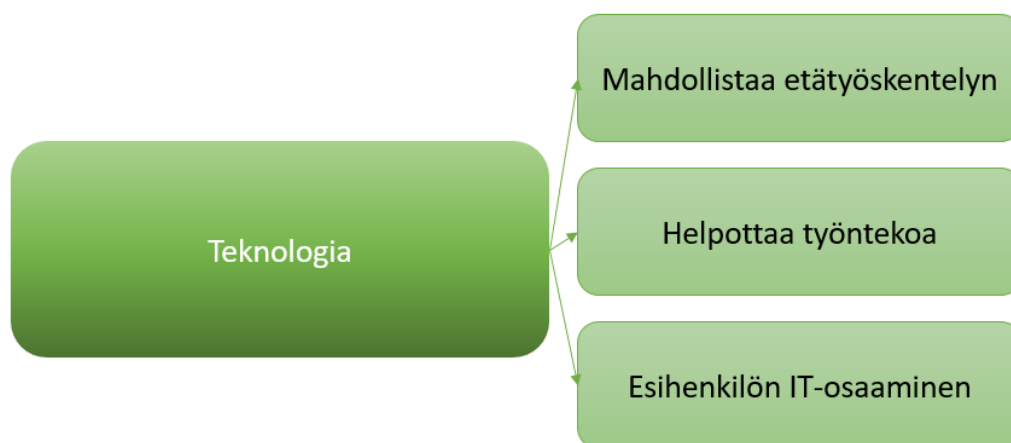 Teknologia
Mahdollistaa etätyöskentelyn
Helpottaa työntekoa
Esihenkilön IT-osaaminen